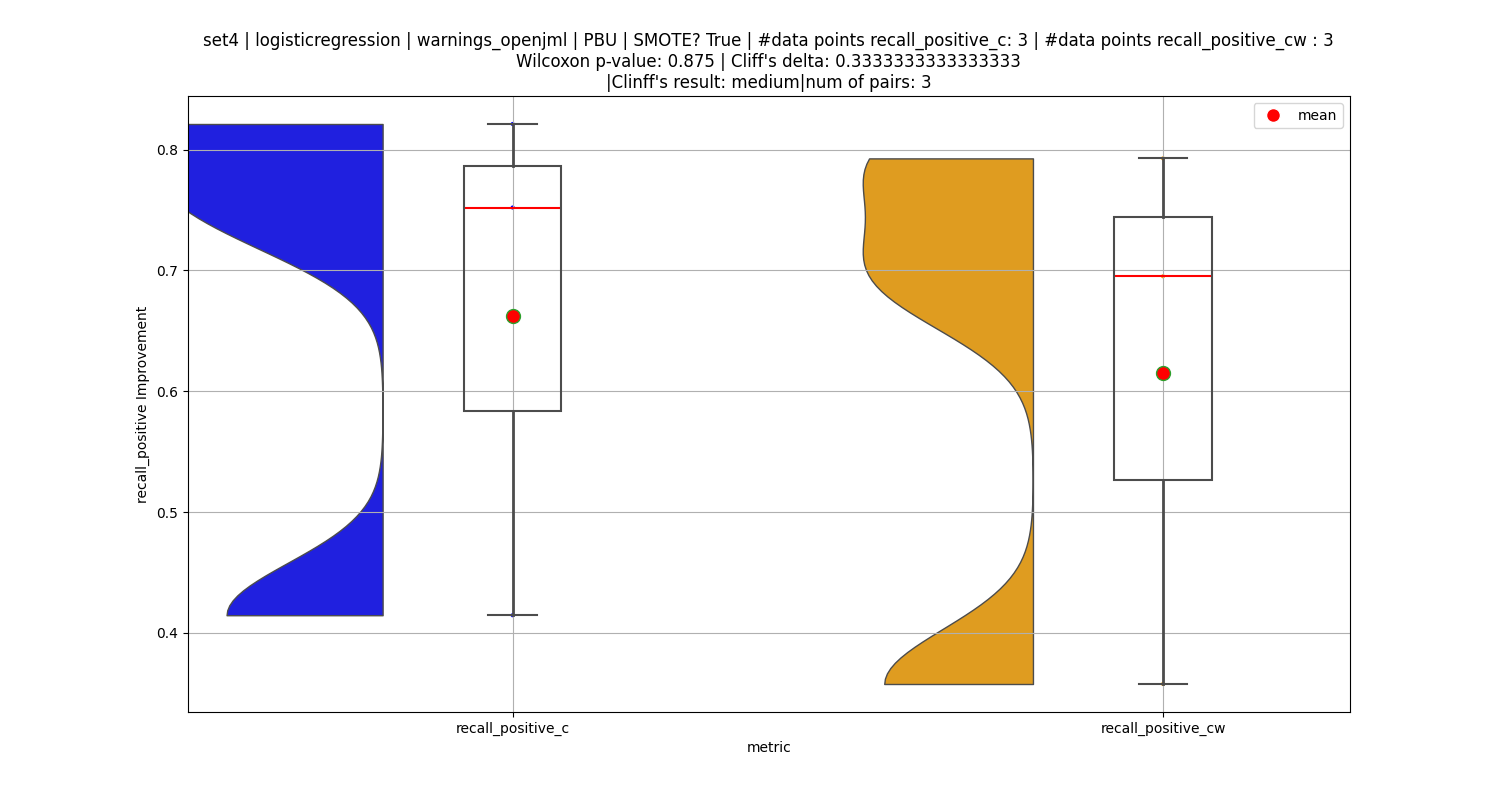 set4 | logisticregression | warnings_openjml | PBU | SMOTE? True | #data points recall_positive_c: 3 | #data points recall_positive_cw : 3
Wilcoxon p-value: 0.875 | Cliff's delta: 0.3333333333333333
|Clinff's result: medium|num of pairs: 3
mean
0.8
0.7
0.6
0.5
0.4
recall_positive Improvement
recall_positive_c
recall_positive_cw
metric